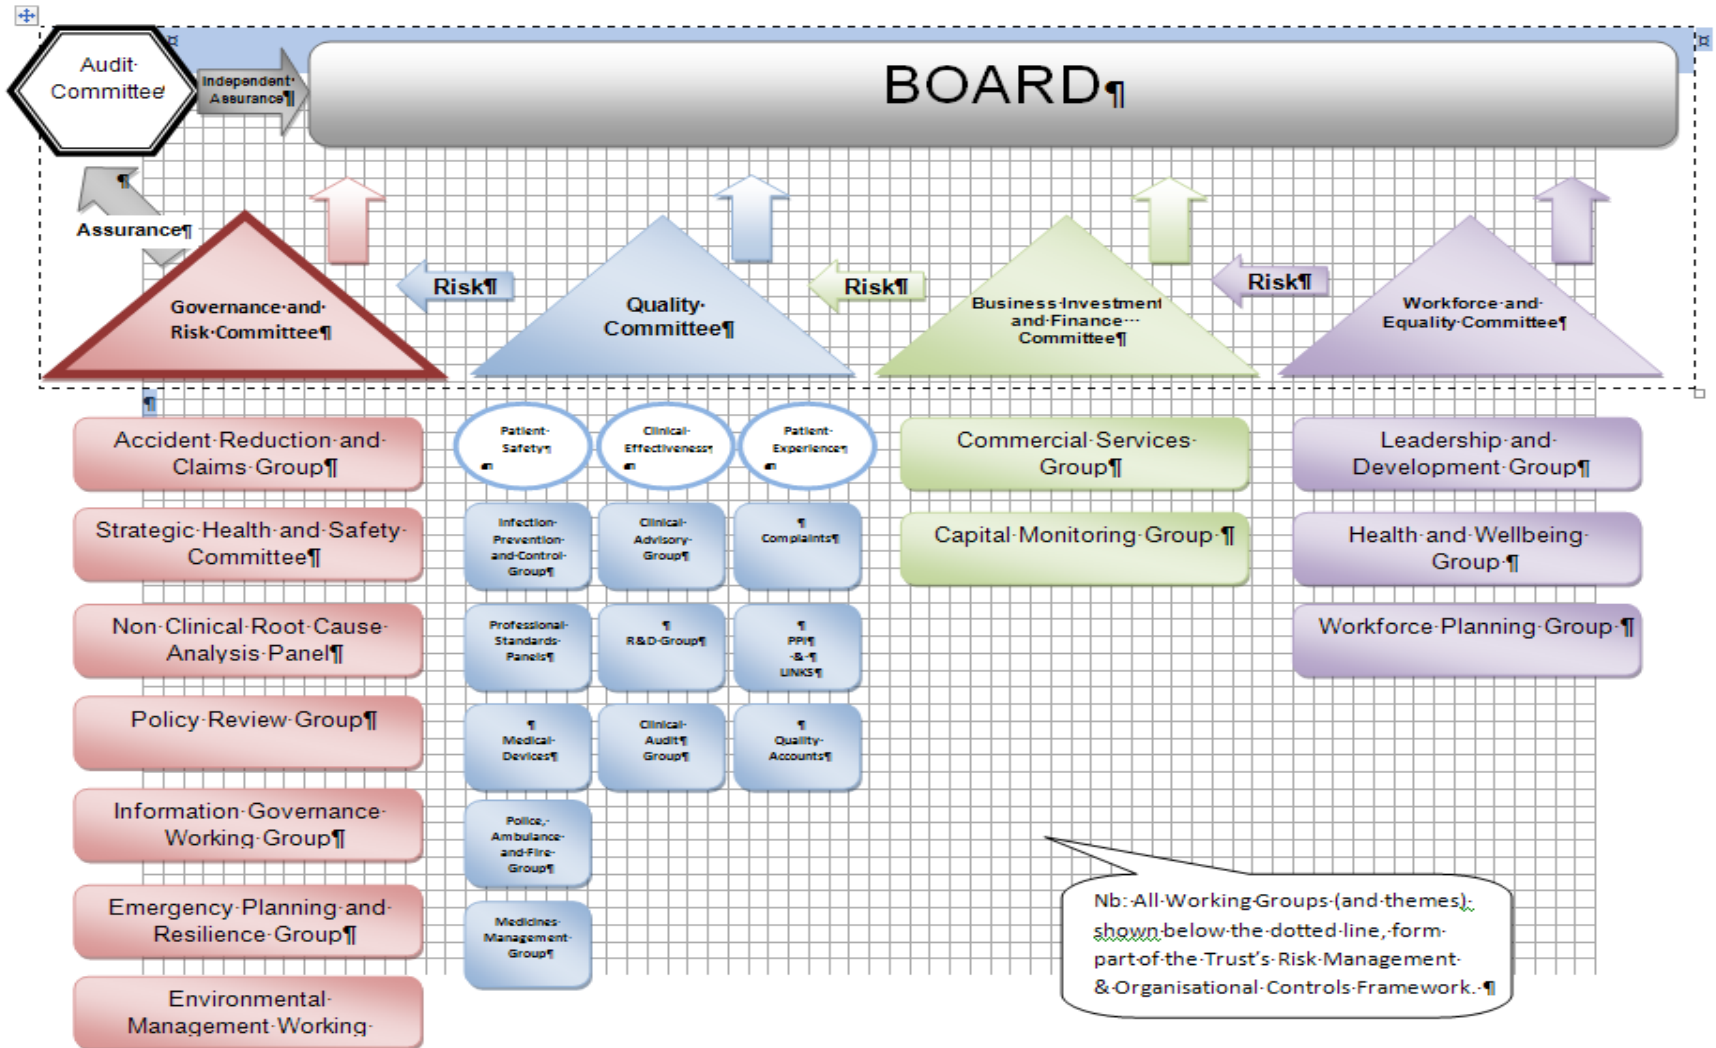 Audit
Committee
Independent
Assurance
BOARD
Assurance
Governance and
Risk Committee
Risk
Quality
Committee
Risk
Business Investment
and Finance
Committee
Risk
Workforce and
Equality Committee
Accident Reduction and
Claims Group
Strategic Health and Safety
Committee
Non Clinical Root Cause
Analysis Panel
Policy Review Group
Information Governance
Working Group
Emergency Planning and
Resilience Group
Environmental
Management Working
Patient
Safety
Infection
Prevention
and Control
Group
Professional
Standards
Panels
Medical
Devices
Police,
Ambulance
and Fire
Group
Medicines
Management
Group
Clinical
Effectiveness
Clinical
Advisory
Group
R&D Group
Clinical
Audit
Group
Patient
Experience
Complaints
PPI
&
LINKS
Quality
Accounts
Commercial Services
Group
Capital Monitoring Group
Leadership and
Development Group
Health and Wellbeing
Group
Workforce Planning Group
Nb: All Working Groups (and themes)
shown below the dotted line, form
part of the Trust's Risk Management
& Organisational Controls Framework.